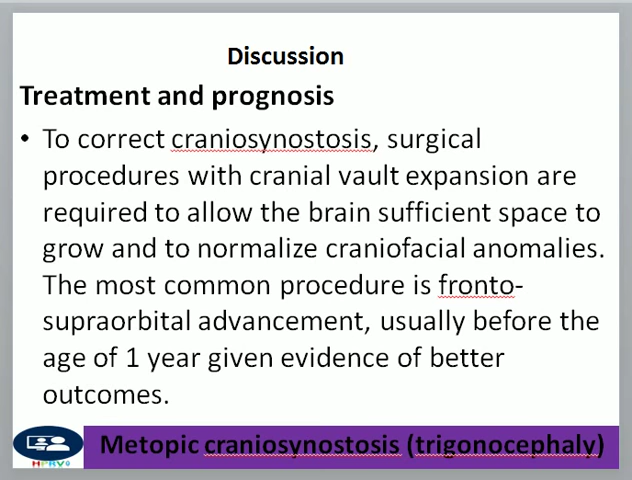 Discussion
Treatment and prognosis
• To correct craniosynostosis, surgical
procedures with cranial vault expansion are
required to allow the brain sufficient space to
grow and to normalize craniofacial anomalies.
The most common procedure is fronto-
supraorbital advancement, usually before the
age of 1 year given evidence of better
outcomes.
Metopic craniosynostosis (trigonocephaly)